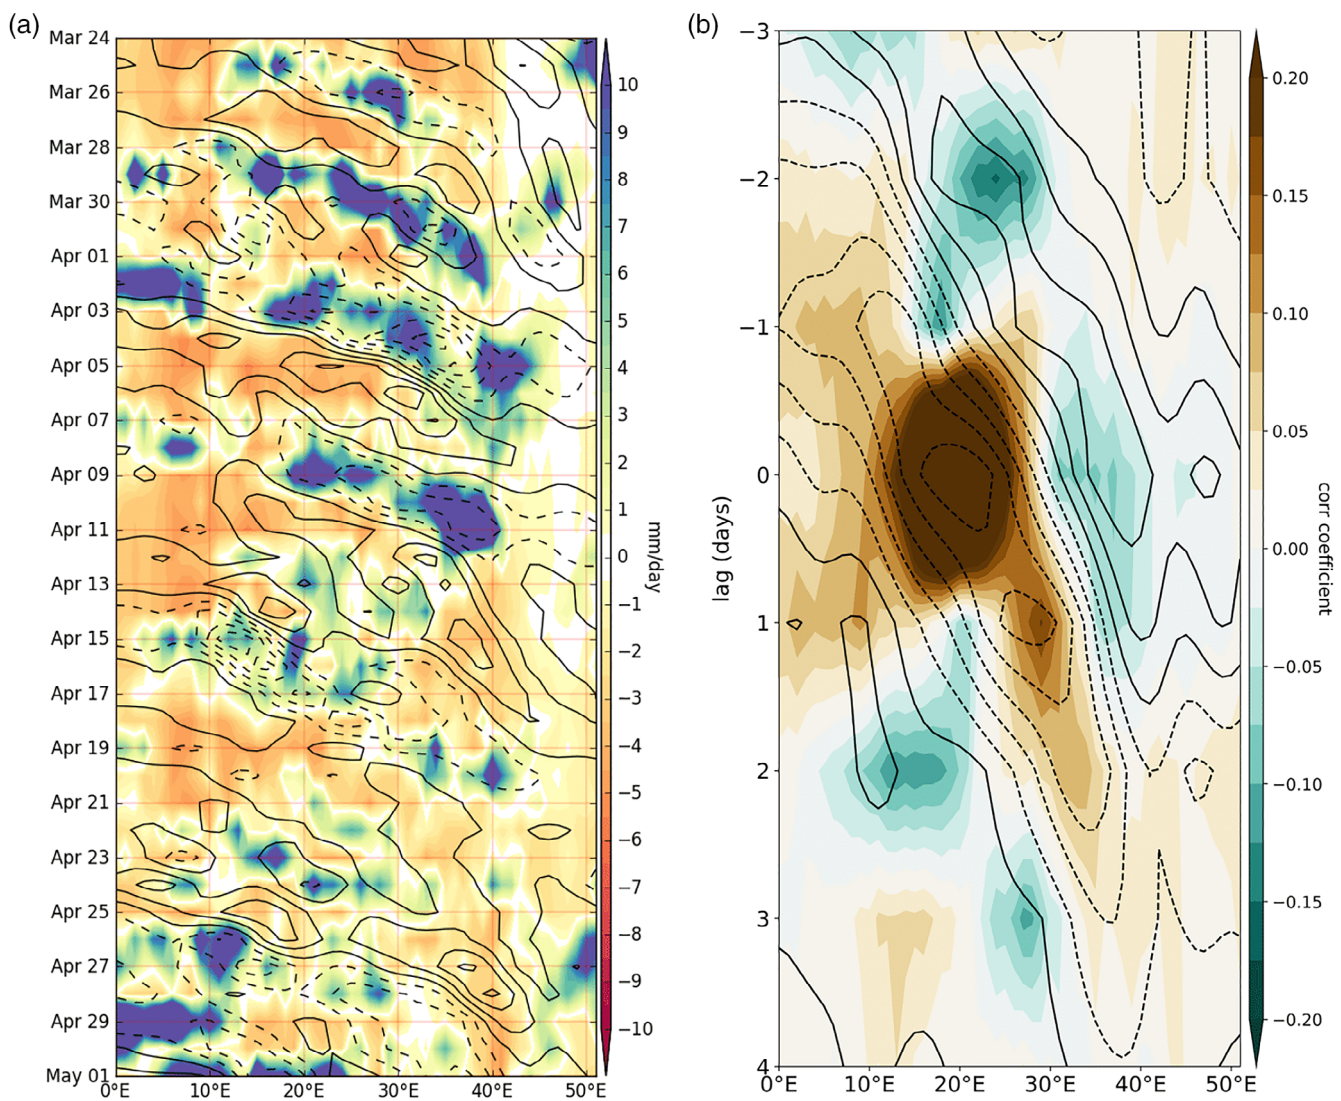 (a)
Mar 24
Mar 26
Mar 28
Mar 30
Apr 01
Apr 03
Apr 05
Apr 07
Apr 09
Apr 11
Apr 13
Apr 15
Apr 17
Apr 19
Apr 21
Apr 23
Apr 25
Apr 27
Apr 29
May 01
0°E 10°E 20°E 30°E 40°E 50°E
10
9
8
7
6
5
4
3
2
1
0
−1
−2
−3
−4
−5
−6
−7
−8
−9
−10
mm/day
(b)
lag (days)
−3
−2
−1
0
1
2
3
4
0°E 10°E 20°E 30°E 40°E 50°E
0.20
0.15
0.10
0.05
0.00
−0.05
−0.10
−0.15
−0.20
corr coefficient